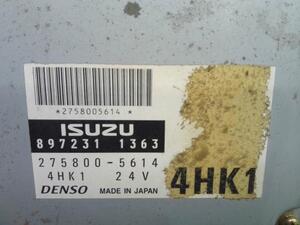 *2758005614*
ISUZU
897231 1363
275800-5614
4HK1 24V
DENSO MADE IN JAPAN
4HK1